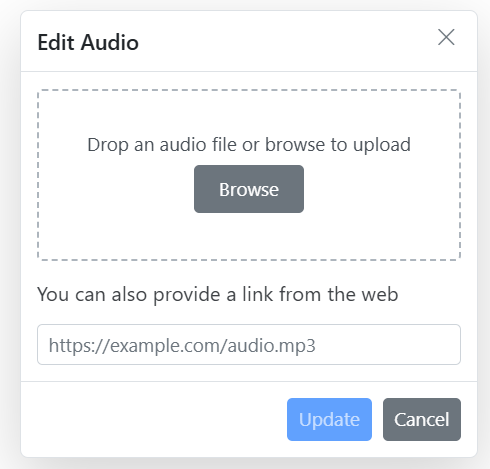 Edit Audio
Drop an audio file or browse to upload
Browse
You can also provide a link from the web
https://example.com/audio.mp3
Update Cancel